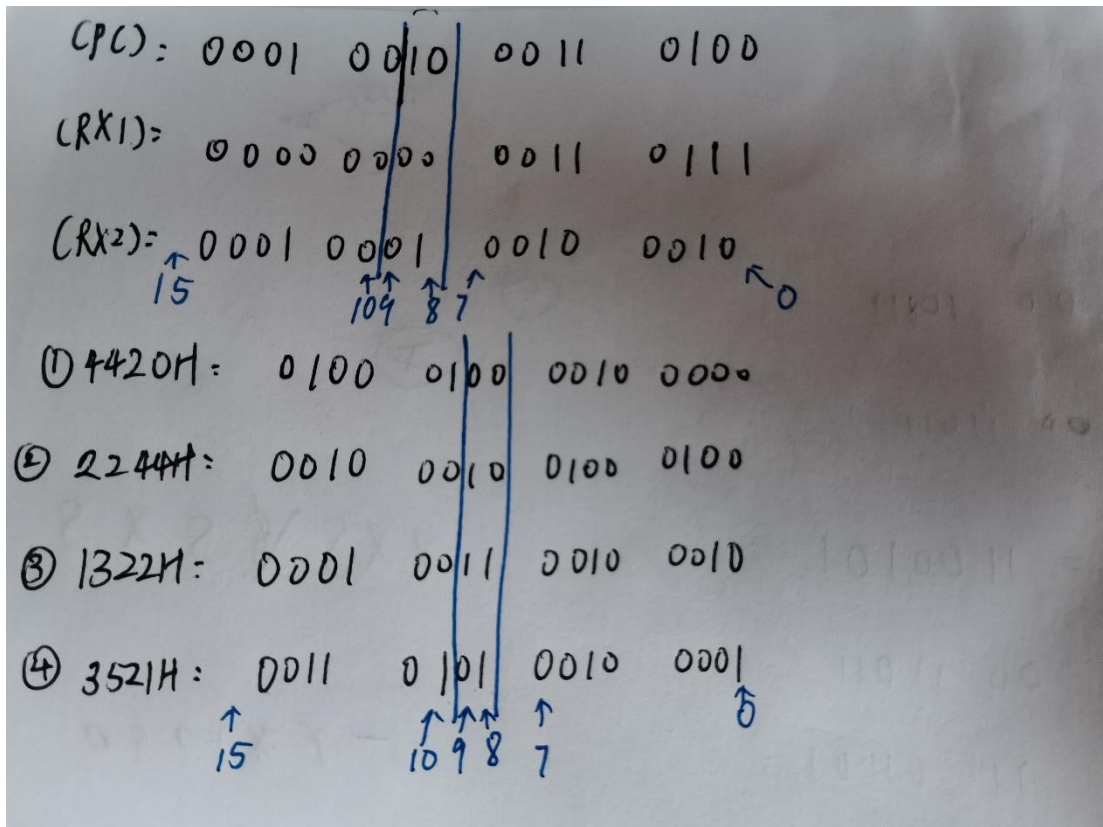 (PC): 0001 0010 0011 0100
(RX1)= 0000 0000 0011 0111
(RX2)= 0001 0001 0010 0010
15 10 9 8 7 0
① 4420H: 0100 0100 0010 0000
② 2244H: 0010 0010 0100 0100
③ 1322H: 0001 0011 0010 0010
④ 3521H: 0011 0101 0010 0001
15 10 9 8 7 0